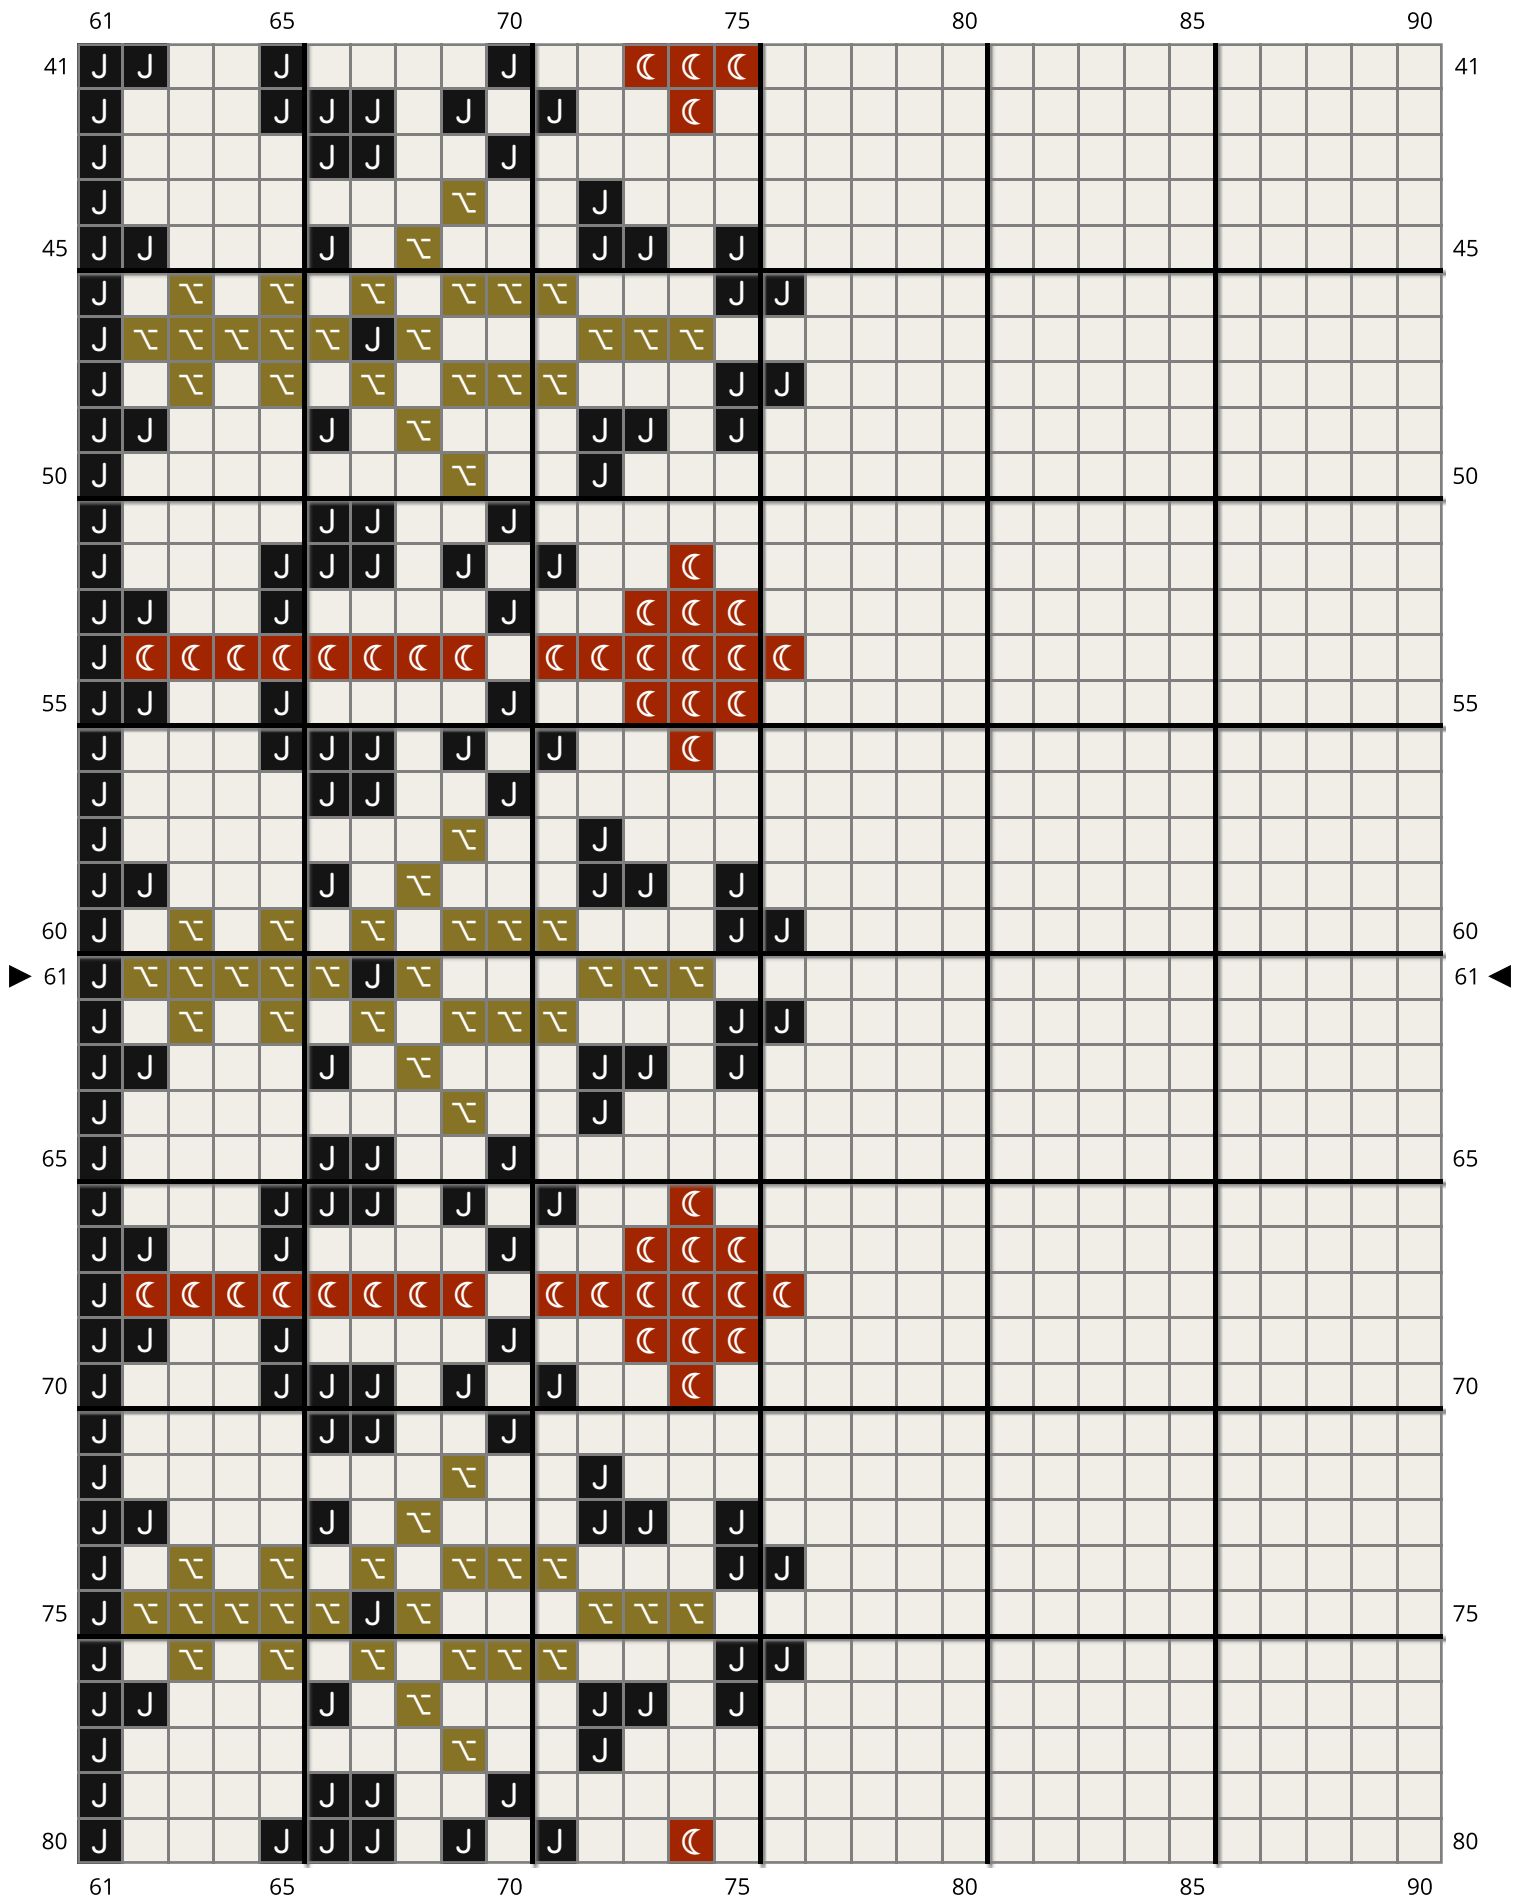 61 65 70 75 80 85 90
41 J J J J ☾ ☾ ☾ 41
J J J J J J ☾
J J J J
J ⌥ J
45 J J J ⌥ J J J 45
J ⌥ ⌥ ⌥ ⌥ ⌥ ⌥ J J
J ⌥ ⌥ ⌥ ⌥ ⌥ J ⌥ ⌥ ⌥ ⌥
J ⌥ ⌥ ⌥ ⌥ ⌥ ⌥ J J
J J J ⌥ J J J
50 J ⌥ J 50
J J J J
J J J J J J ☾
J J J J ☾ ☾ ☾
J ☾ ☾ ☾ ☾ ☾ ☾ ☾ ☾ ☾ ☾ ☾ ☾ ☾ ☾
55 J J J J ☾ ☾ ☾ 55
J J J J J J ☾
J J J J
J ⌥ J
J J J ⌥ J J J
60 J ⌥ ⌥ ⌥ ⌥ ⌥ ⌥ J J 60
▶ 61 J ⌥ ⌥ ⌥ ⌥ ⌥ J ⌥ ⌥ ⌥ ⌥ 61 ◀
J ⌥ ⌥ ⌥ ⌥ ⌥ ⌥ J J
J J J ⌥ J J J
J ⌥ J
65 J J J J 65
J J J J J J ☾
J J J J ☾ ☾ ☾
J ☾ ☾ ☾ ☾ ☾ ☾ ☾ ☾ ☾ ☾ ☾ ☾ ☾ ☾
J J J J ☾ ☾ ☾
70 J J J J J J ☾ 70
J J J J
J ⌥ J
J J J ⌥ J J J
J ⌥ ⌥ ⌥ ⌥ ⌥ ⌥ J J
75 J ⌥ ⌥ ⌥ ⌥ ⌥ J ⌥ ⌥ ⌥ ⌥ 75
J ⌥ ⌥ ⌥ ⌥ ⌥ ⌥ J J
J J J ⌥ J J J
J ⌥ J
J J J J
80 J J J J J J ☾ 80
61 65 70 75 80 85 90